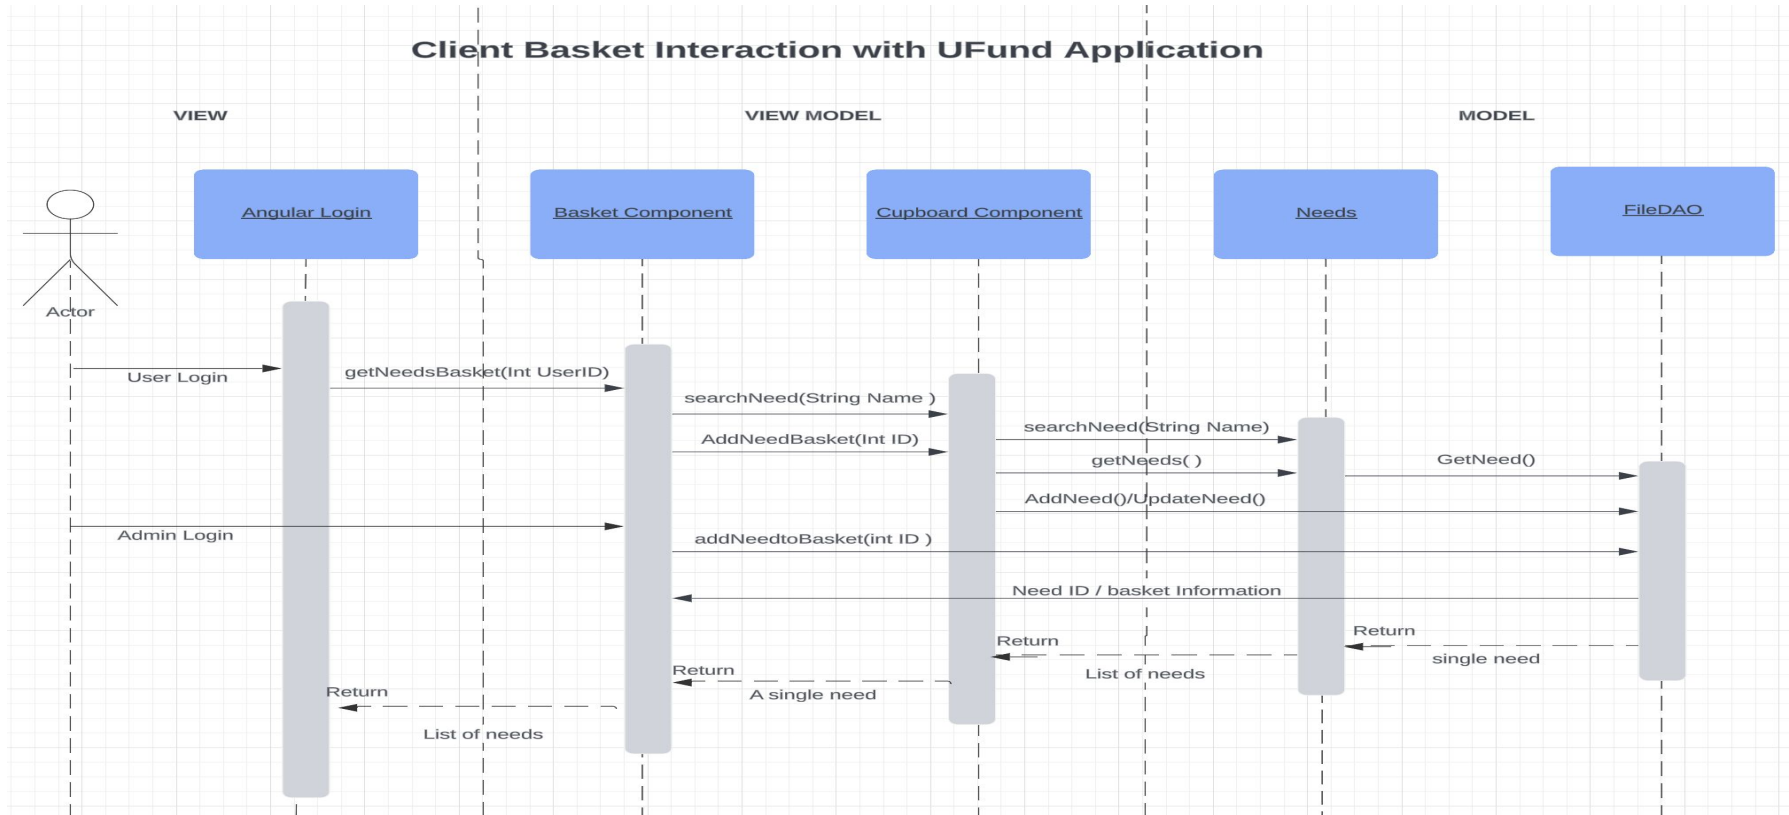 Client Basket Interaction with UFund Application
VIEW
VIEW MODEL
MODEL
Angular Login
Basket Component
Cupboard Component
Needs
FileDAO
Actor
User Login
getNeedsBasket(Int UserID)
searchNeed(String Name )
AddNeedBasket(Int ID)
searchNeed(String Name)
getNeeds( )
GetNeed()
AddNeed()/UpdateNeed()
Admin Login
addNeedtoBasket(int ID )
Need ID / basket Information
Return
single need
Return
List of needs
Return
A single need
Return
List of needs